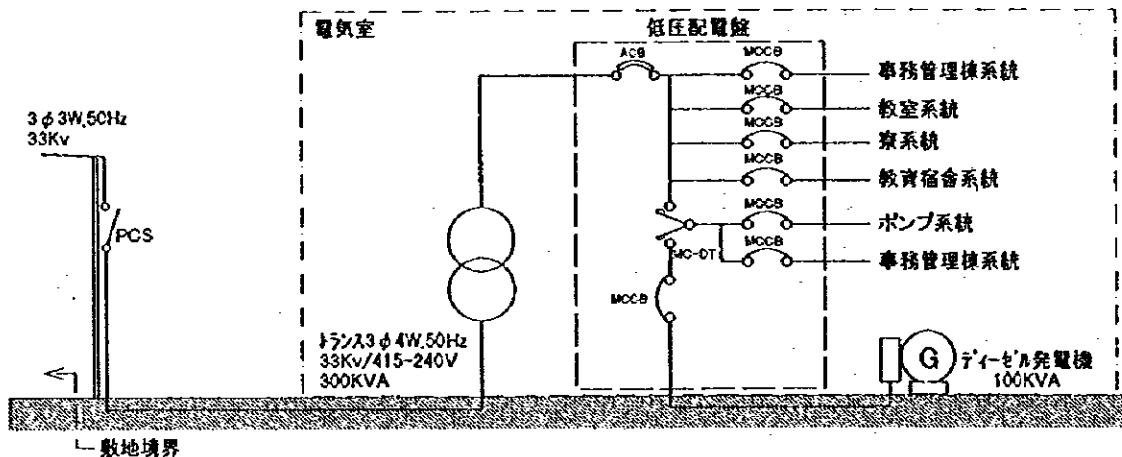 電気室
低圧配電盤
ACB
MCCB
事務管理棟系統
MCCB
教室系統
3φ3W,50Hz
33Kv
MCCB
寮系統
MCCB
教育宿舎系統
PCS
MCCB
ポンプ系統
MC-DT
MCCB
事務管理棟系統
MCCB
トランス3φ4W,50Hz
33Kv/415-240V
300KVA
G
ディーゼル発電機
100KVA
敷地境界